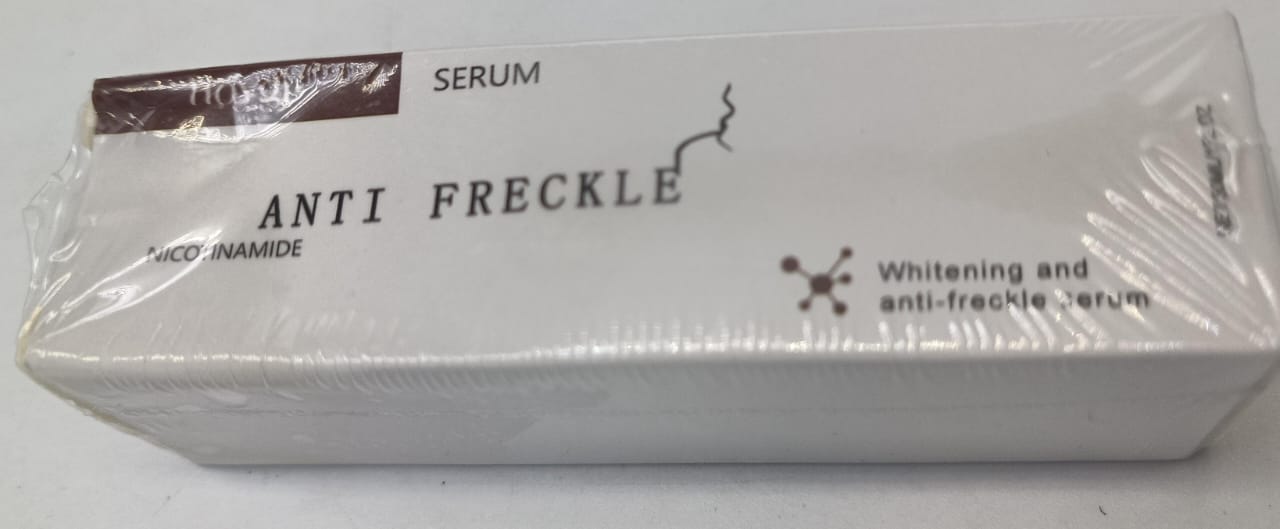 SERUM
ANTI FRECKLE
NICOTINAMIDE
Whitening and
anti-freckle serum